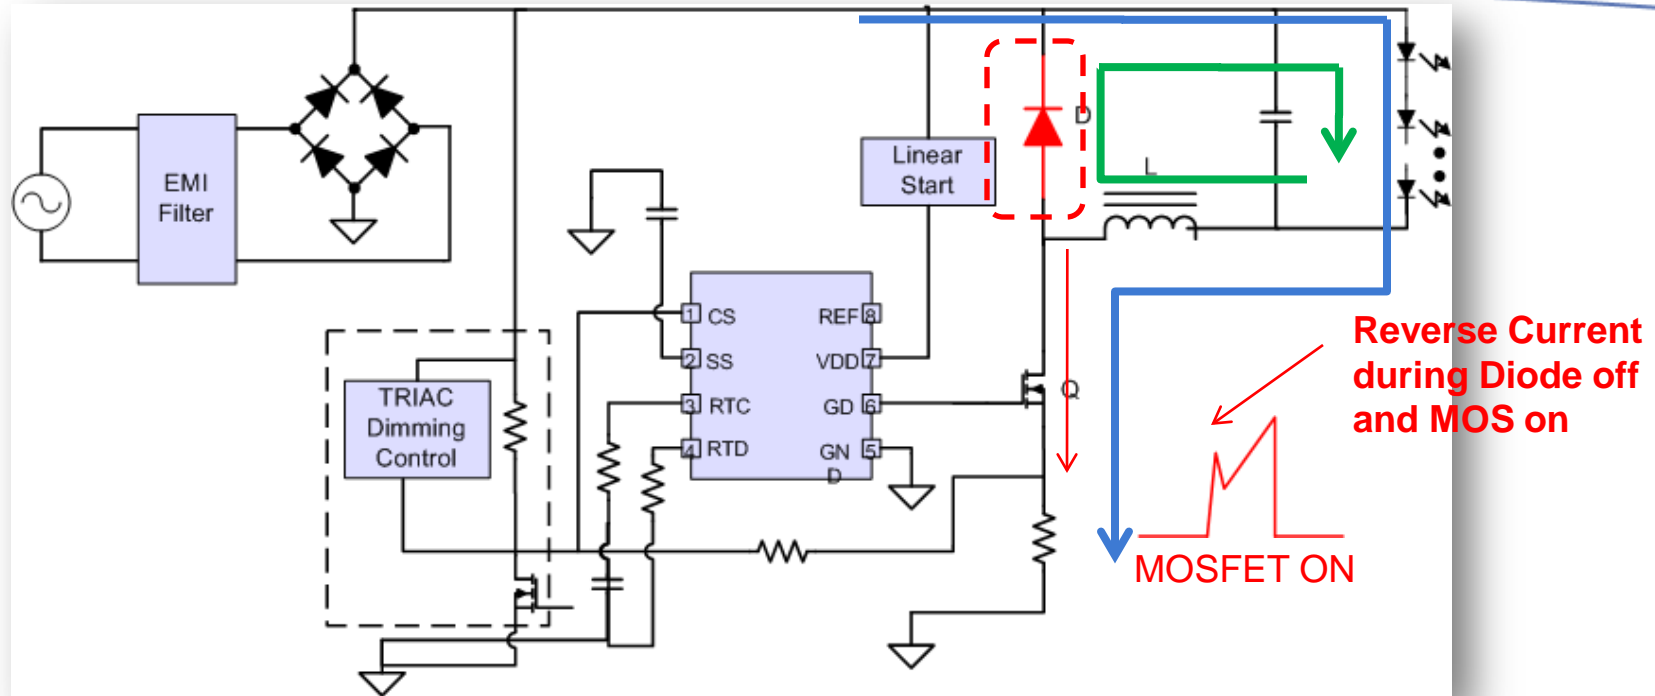 EMI
Filter
Linear
Start
D
L
1 CS
2 SS
3 RTC
4 RTD
REF 8
VDD 7
GD 6
GN 5
D
Q
TRIAC
Dimming
Control
Reverse Current
during Diode off
and MOS on
MOSFET ON